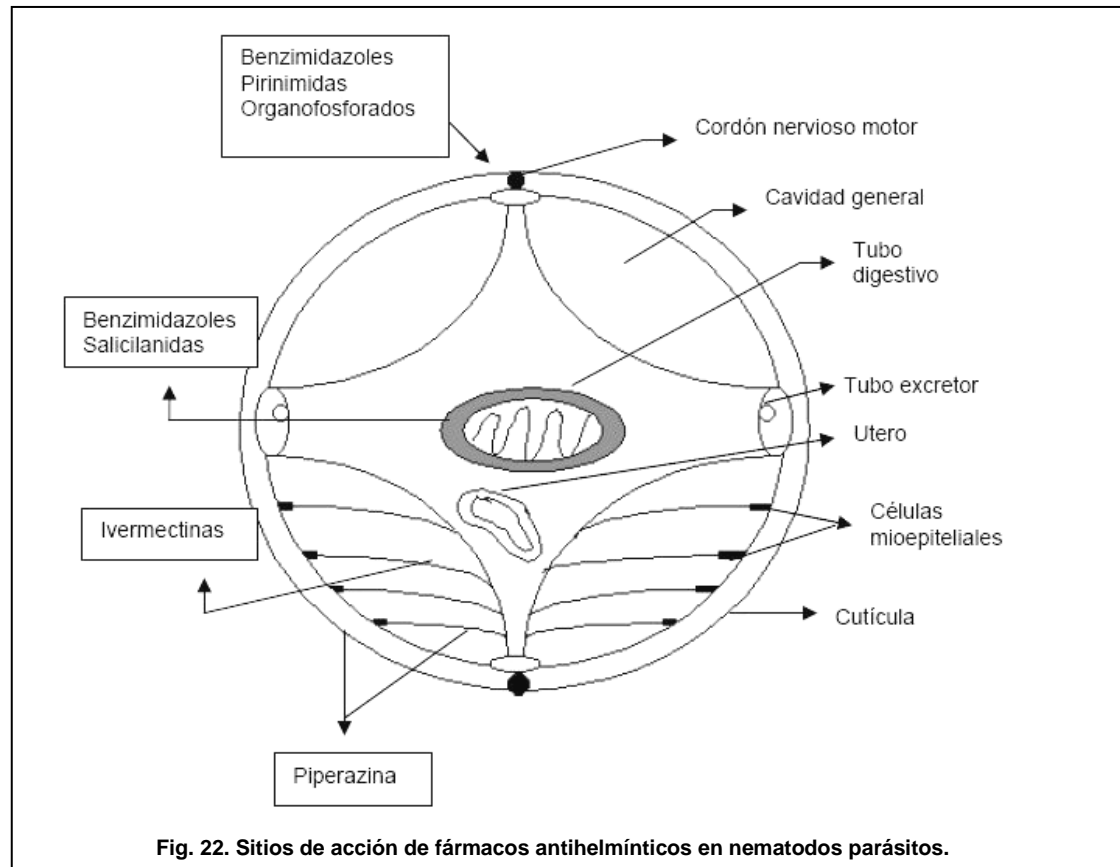 Benzimidazoles
Pirinimidas
Organofosforados
Cordón nervioso motor
Cavidad general
Tubo
digestivo
Benzimidazoles
Salicilanidas
Tubo excretor
Utero
Ivermectinas
Células
mioepiteliales
Cutícula
Piperazina
Fig. 22. Sitios de acción de fármacos antihelmínticos en nematodos parásitos.